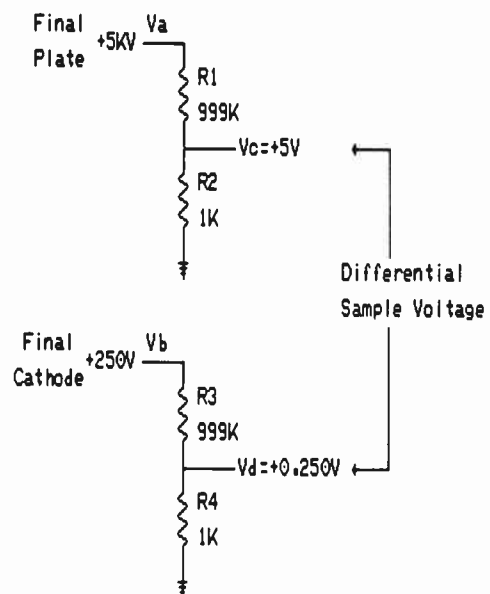 Final
Plate
+5KV
Va
R1
999K
Vc=+5V
R2
1K
Differential
Sample Voltage
Final
Cathode
+250V
Vb
R3
999K
Vd=+0.250V
R4
1K